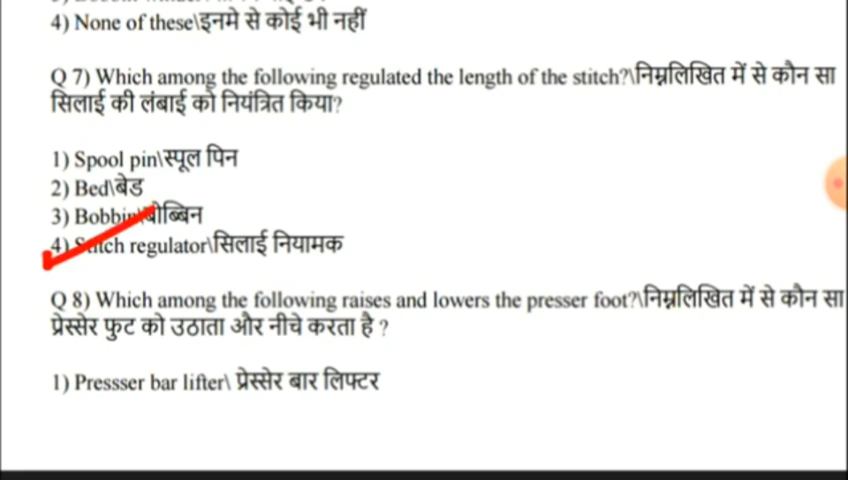 4) None of these\इनमे से कोई भी नहीं
Q 7) Which among the following regulated the length of the stitch?\निम्नलिखित में से कौन सा
सिलाई की लंबाई को नियंत्रित किया?
1) Spool pin\स्पूल पिन
2) Bed\बेड
3) Bobbin\बोब्बिन
4) Stitch regulator\सिलाई नियामक
Q 8) Which among the following raises and lowers the presser foot?\निम्नलिखित में से कौन सा
प्रेस्सेर फुट को उठाता और नीचे करता है ?
1) Pressser bar lifter\ प्रेस्सेर बार लिफ्टर